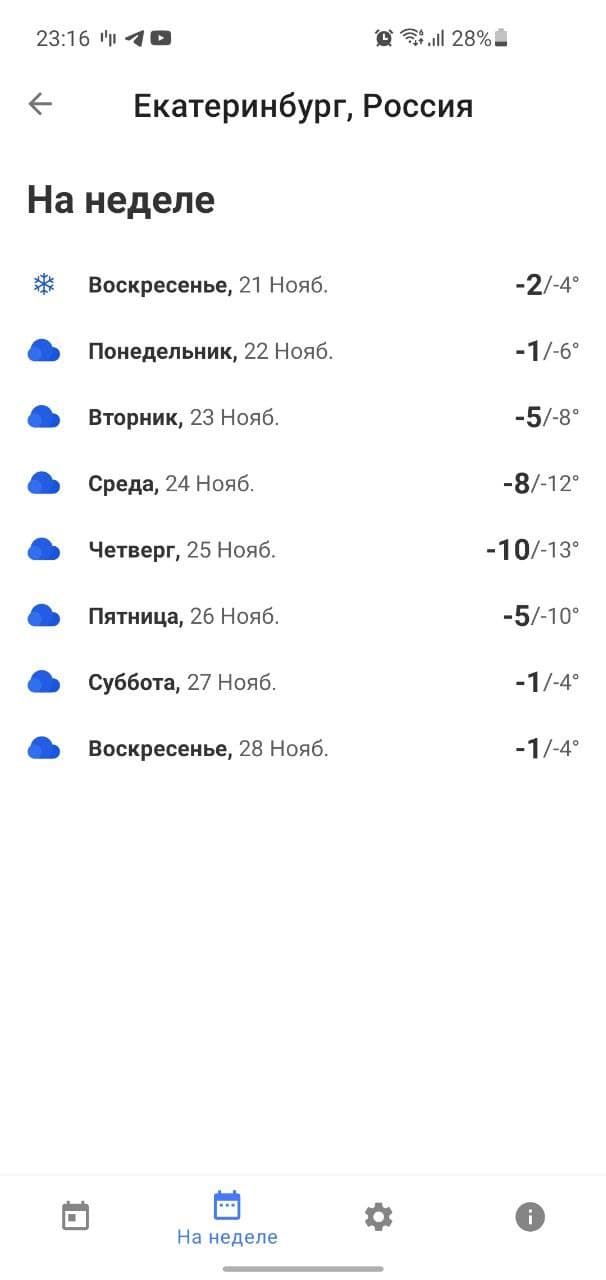 23:16 28%
Екатеринбург, Россия
На неделе
Воскресенье, 21 Нояб. -2/-4°
Понедельник, 22 Нояб. -1/-6°
Вторник, 23 Нояб. -5/-8°
Среда, 24 Нояб. -8/-12°
Четверг, 25 Нояб. -10/-13°
Пятница, 26 Нояб. -5/-10°
Суббота, 27 Нояб. -1/-4°
Воскресенье, 28 Нояб. -1/-4°
На неделе